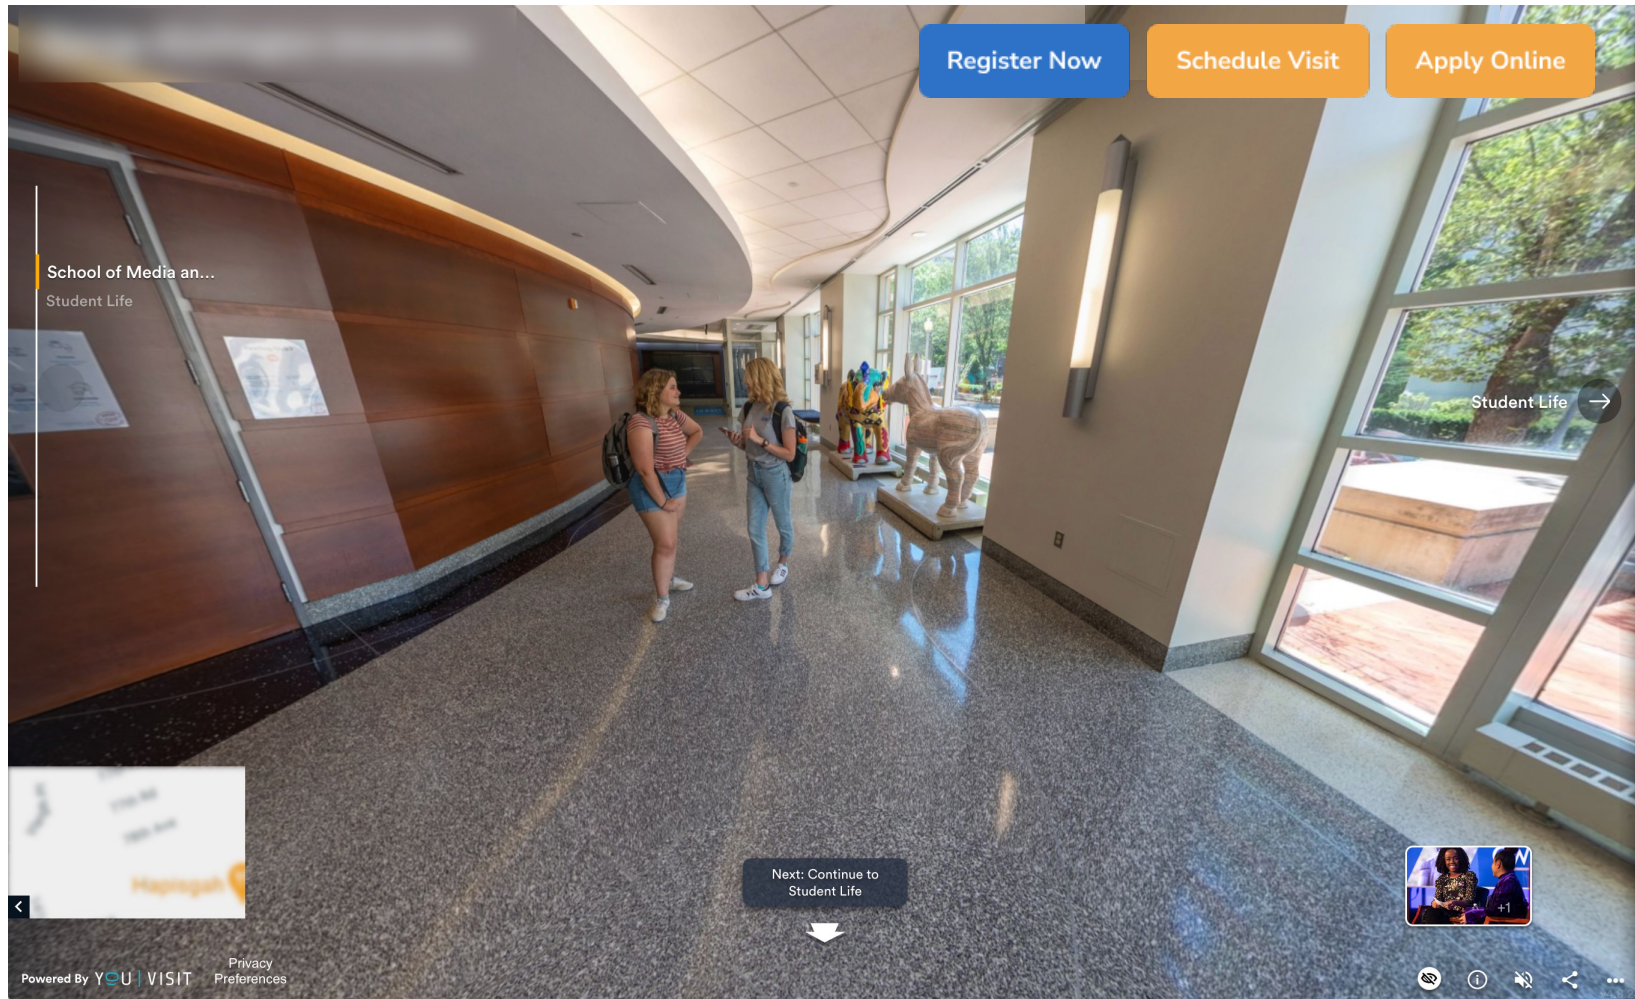 Register Now
Schedule Visit
Apply Online
School of Media an...
Student Life
Student Life
Next: Continue to
Student Life
+1
Powered By YOU|VISIT
Privacy
Preferences